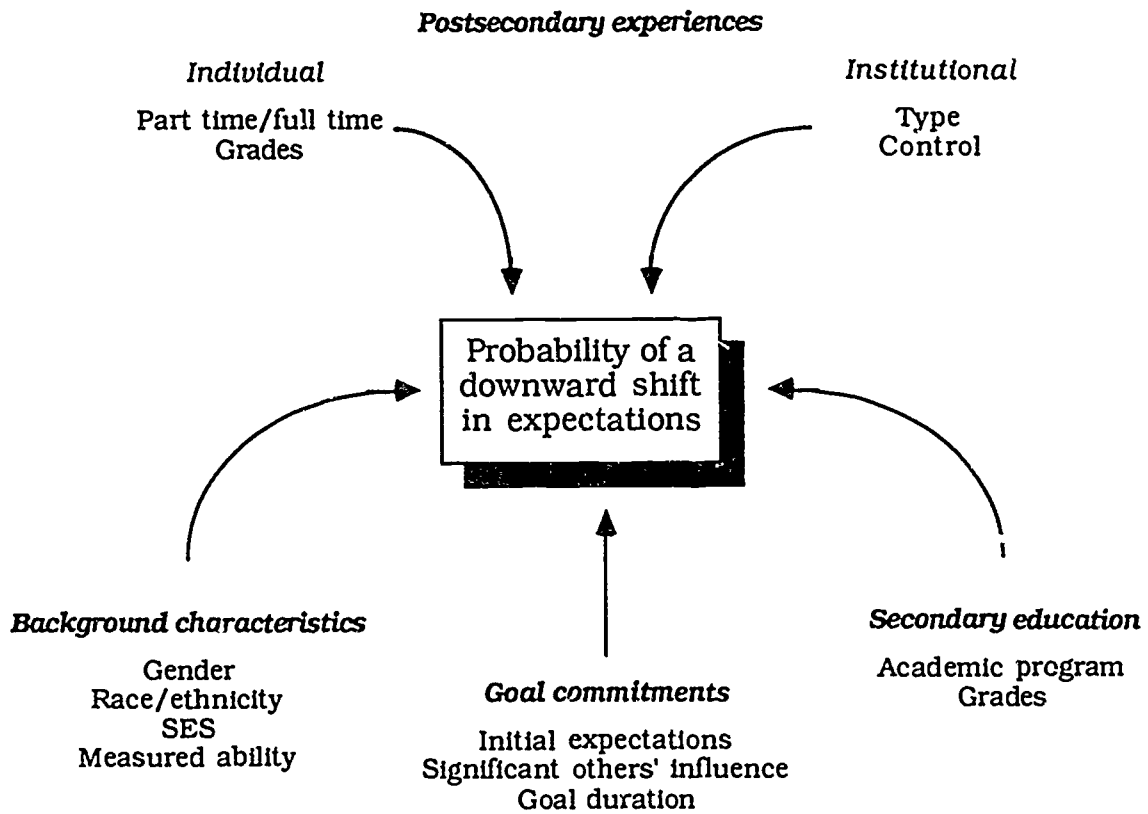 Postsecondary experiences
Individual
Part time/full time
Grades
Institutional
Type
Control
Probability of a
downward shift
in expectations
Background characteristics
Gender
Race/ethnicity
SES
Measured ability
Goal commitments
Initial expectations
Significant others' influence
Goal duration
Secondary education
Academic program
Grades